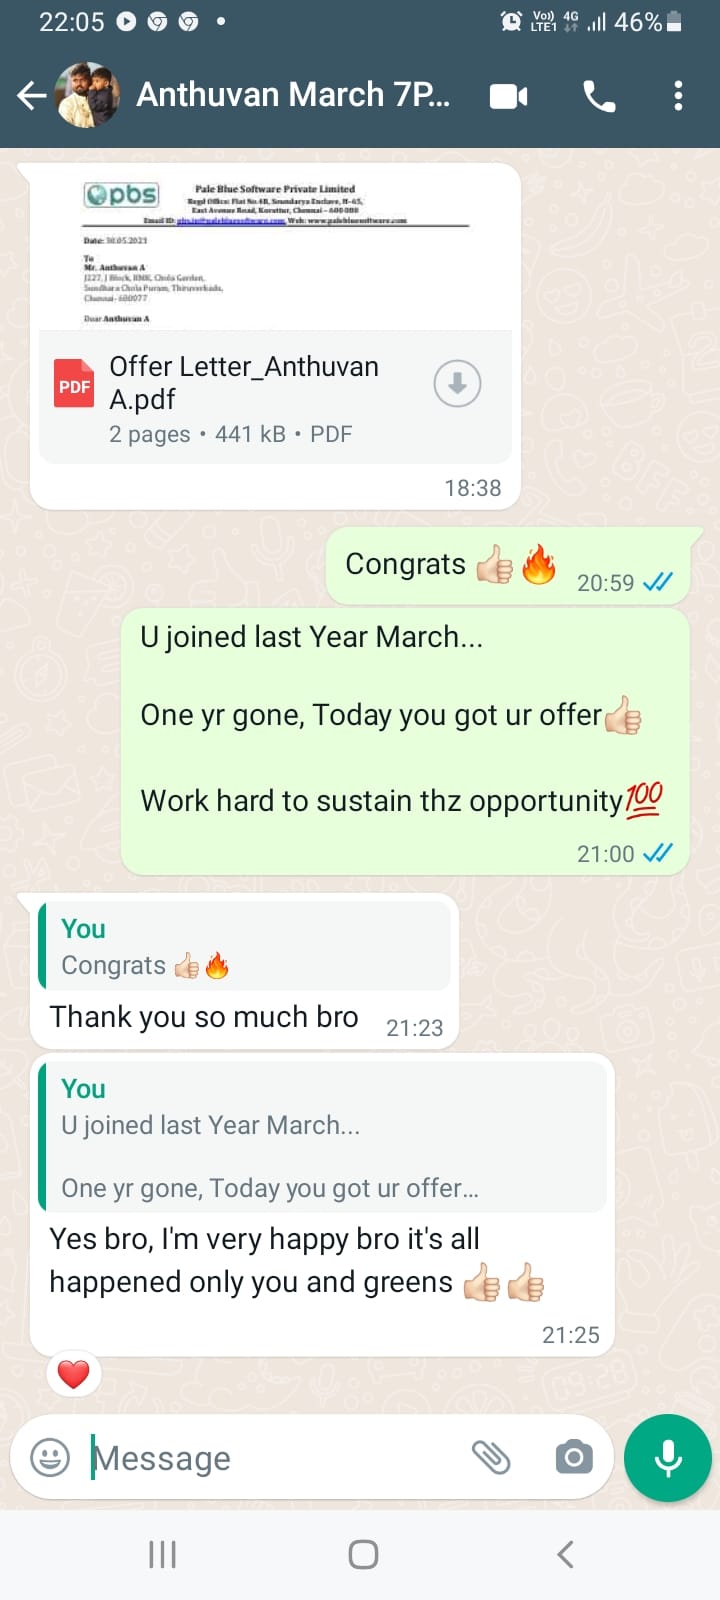 22:05
Vo)) 4G
LTE1
46%
Anthuvan March 7P...
pbs
Pale Blue Software Private Limited
Regd Office: Flat No.4B, Soundarya Enclave, H-65,
East Avenue Road, Korattur, Chennai - 600080
Email ID: Web: www.palebluesoftware.com
Date: 30.05.2023
To
Mr. Anthuvan A
J227, J Block, Chola Garden,
Sundhara Chola Puram, Thiruverkadu,
Chennai- 600077
Dear Anthuvan A
PDF
Offer Letter_Anthuvan
A.pdf
2 pages • 441 kB • PDF
18:38
Congrats 👍🏻🔥
20:59
U joined last Year March...
One yr gone, Today you got ur offer👍🏻
Work hard to sustain thz opportunity💯
21:00
You
Congrats 👍🏻🔥
Thank you so much bro
21:23
You
U joined last Year March...
One yr gone, Today you got ur offer...
Yes bro, I'm very happy bro it's all
happened only you and greens 👍🏻👍🏻
21:25
❤️
Message